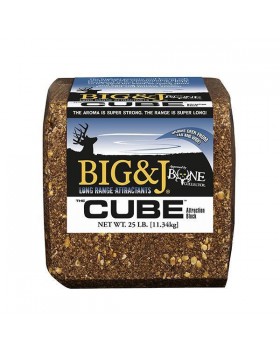 THE AROMA IS SUPER STRONG. THE RANGE IS SUPER LONG!
BIG&J®
LONG RANGE ATTRACTANTS
BONE
COLLECTOR
THE
CUBE™
Attraction
Block
NET WT. 25 LB. [11.34kg]